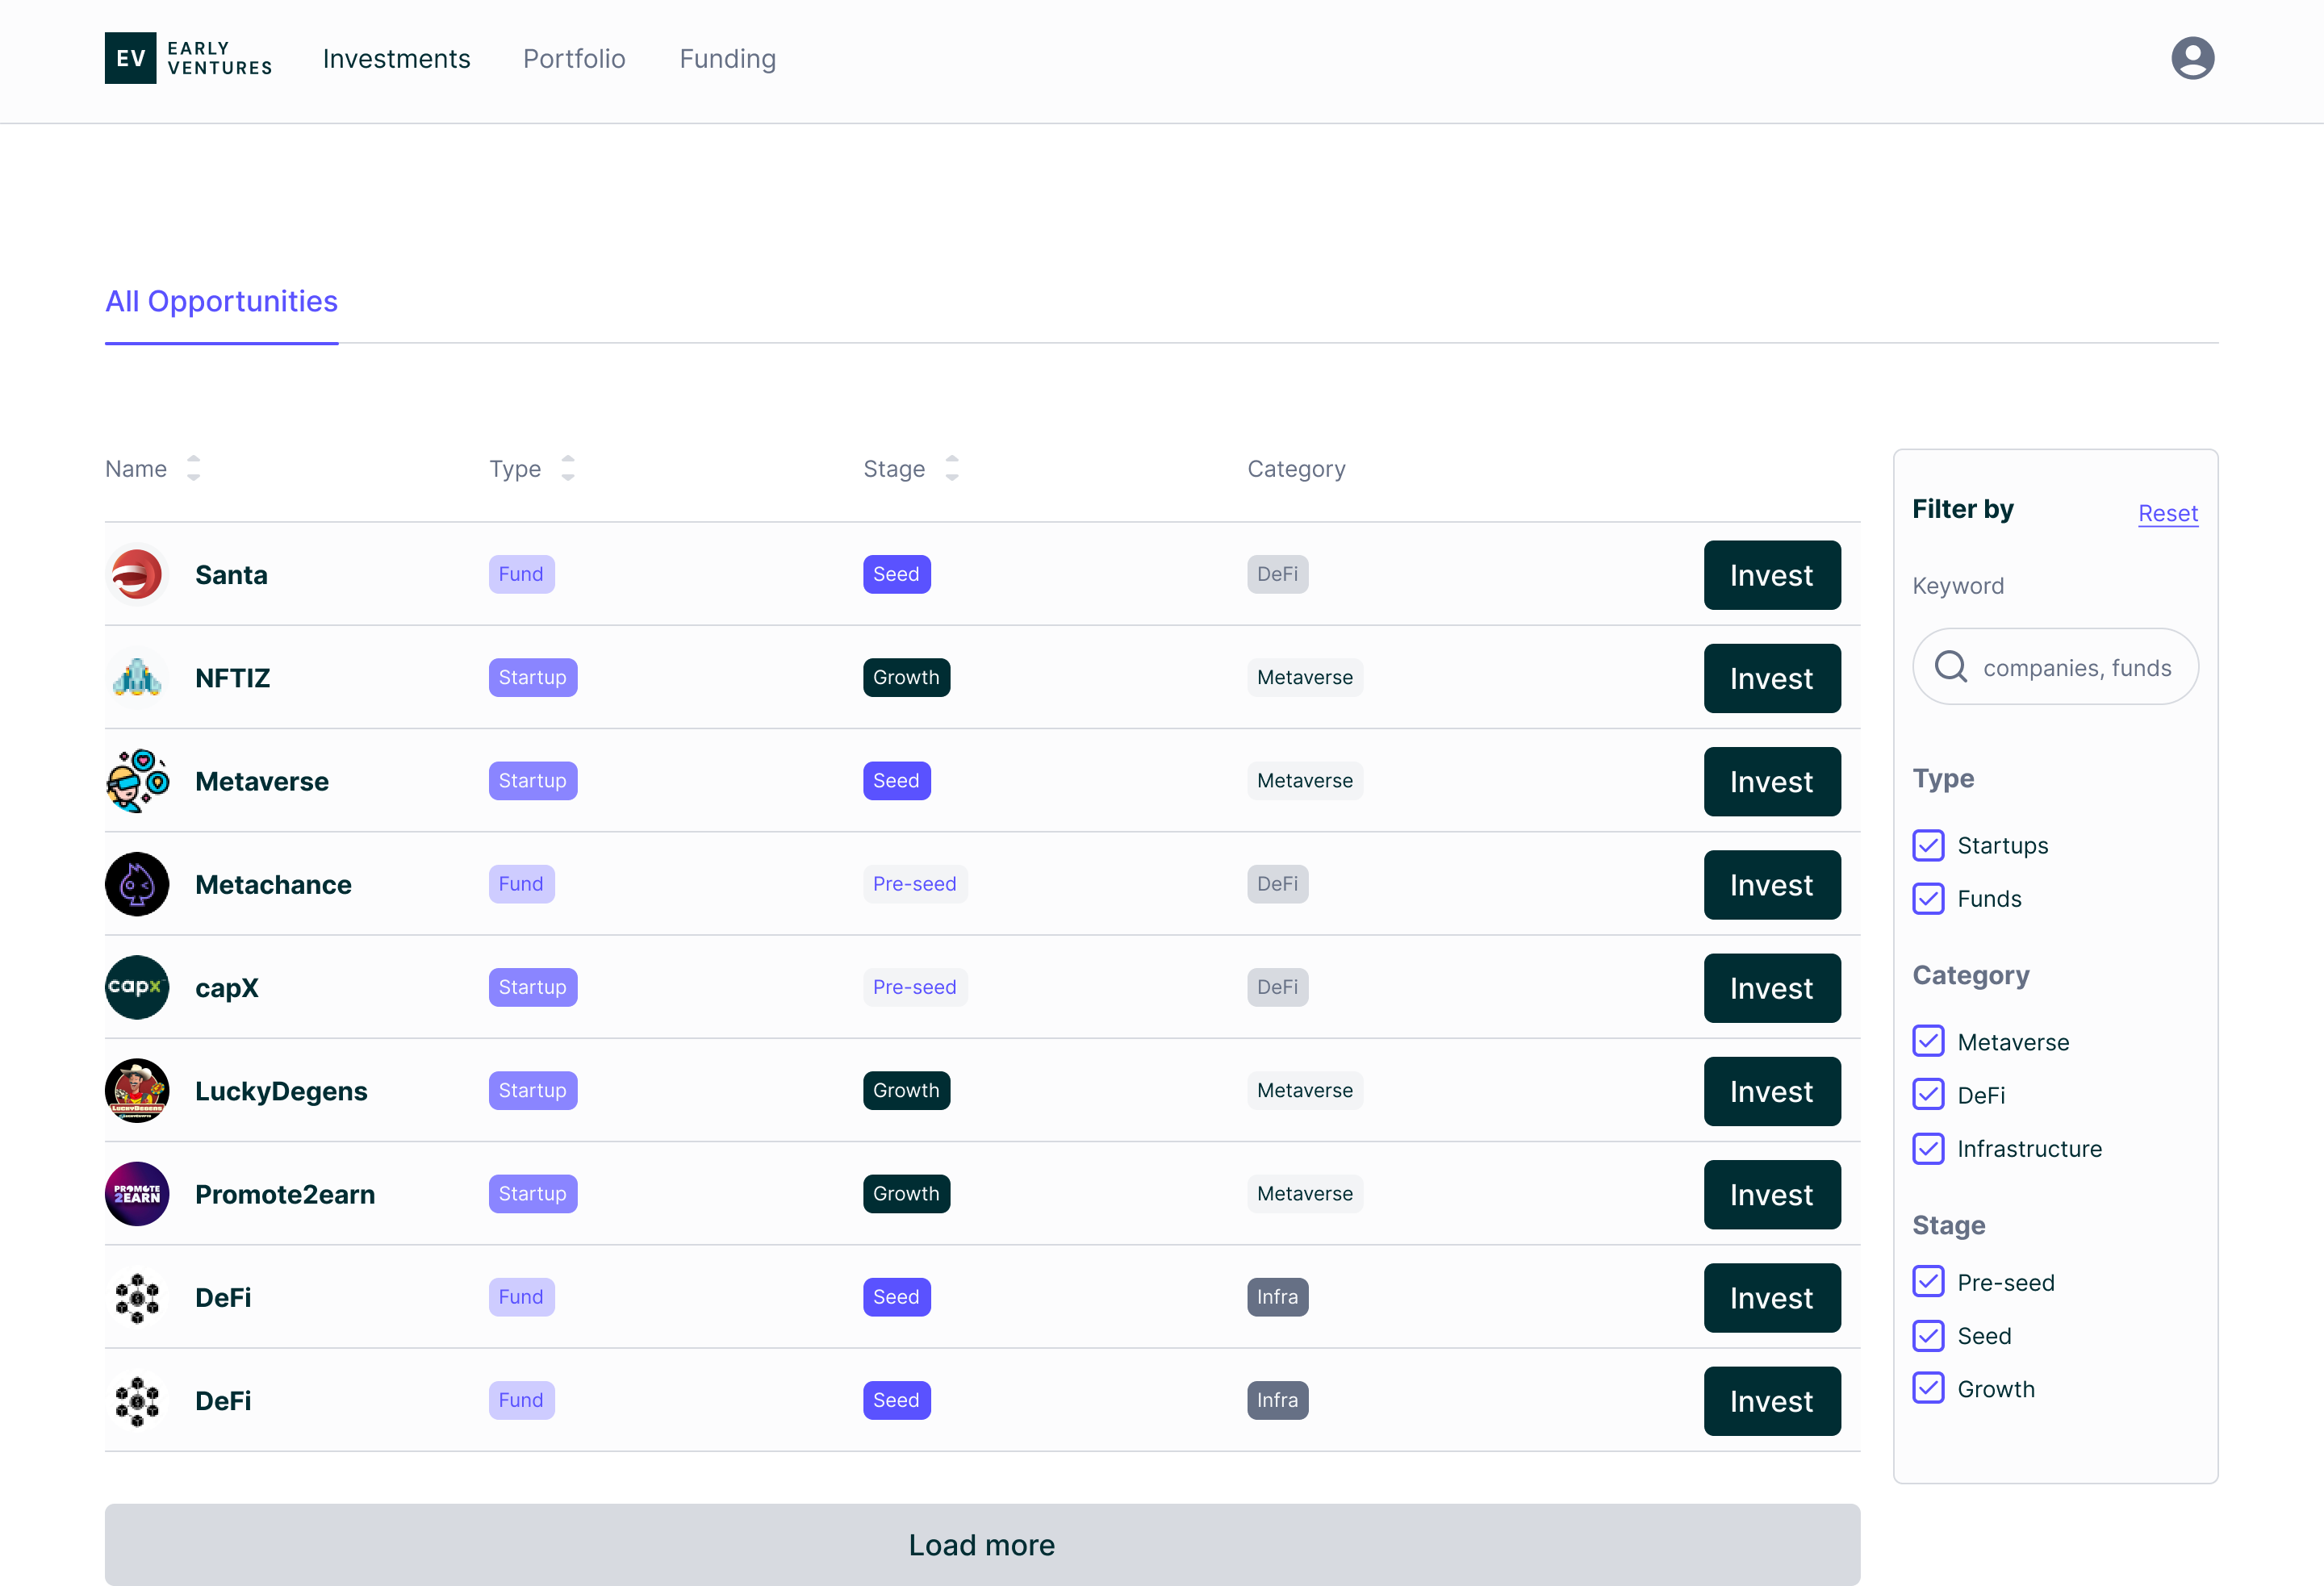 EV
EARLY
VENTURES
Investments
Portfolio
Funding
All Opportunities
Name
Type
Stage
Category
Santa
Fund
Seed
DeFi
Invest
NFTIZ
Startup
Growth
Metaverse
Invest
Metaverse
Startup
Seed
Metaverse
Invest
Metachance
Fund
Pre-seed
DeFi
Invest
capx
capX
Startup
Pre-seed
DeFi
Invest
LUCKYDEGENS
LuckyDegens
Startup
Growth
Metaverse
Invest
PROMOTE
2EARN
Promote2earn
Startup
Growth
Metaverse
Invest
DeFi
Fund
Seed
Infra
Invest
DeFi
Fund
Seed
Infra
Invest
Load more
Filter by
Reset
Keyword
companies, funds
Type
Startups
Funds
Category
Metaverse
DeFi
Infrastructure
Stage
Pre-seed
Seed
Growth